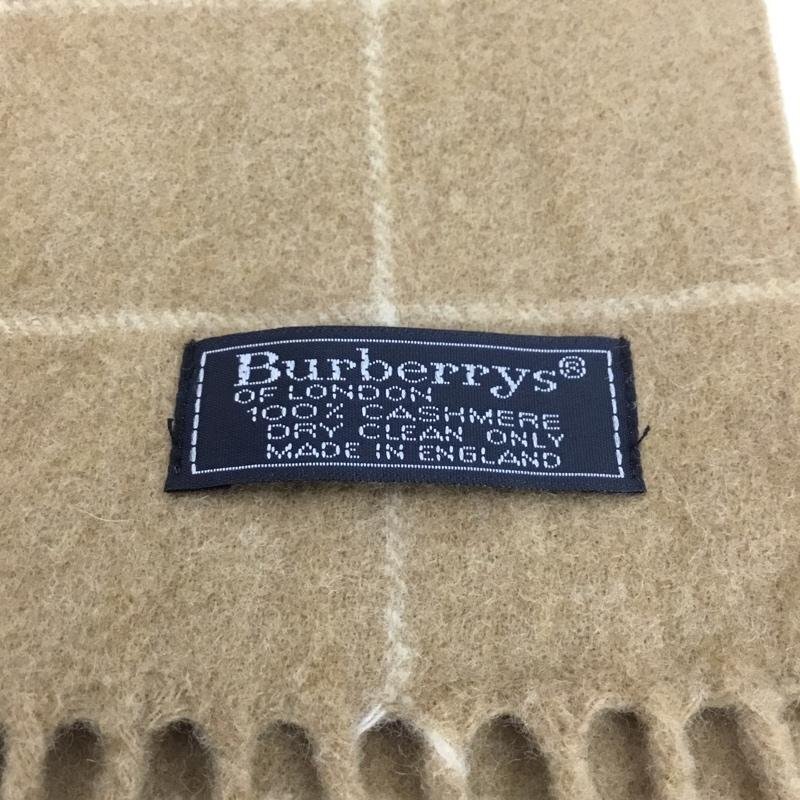 Burberrys®
OF LONDON
100% CASHMERE
DRY CLEAN ONLY
MADE IN ENGLAND